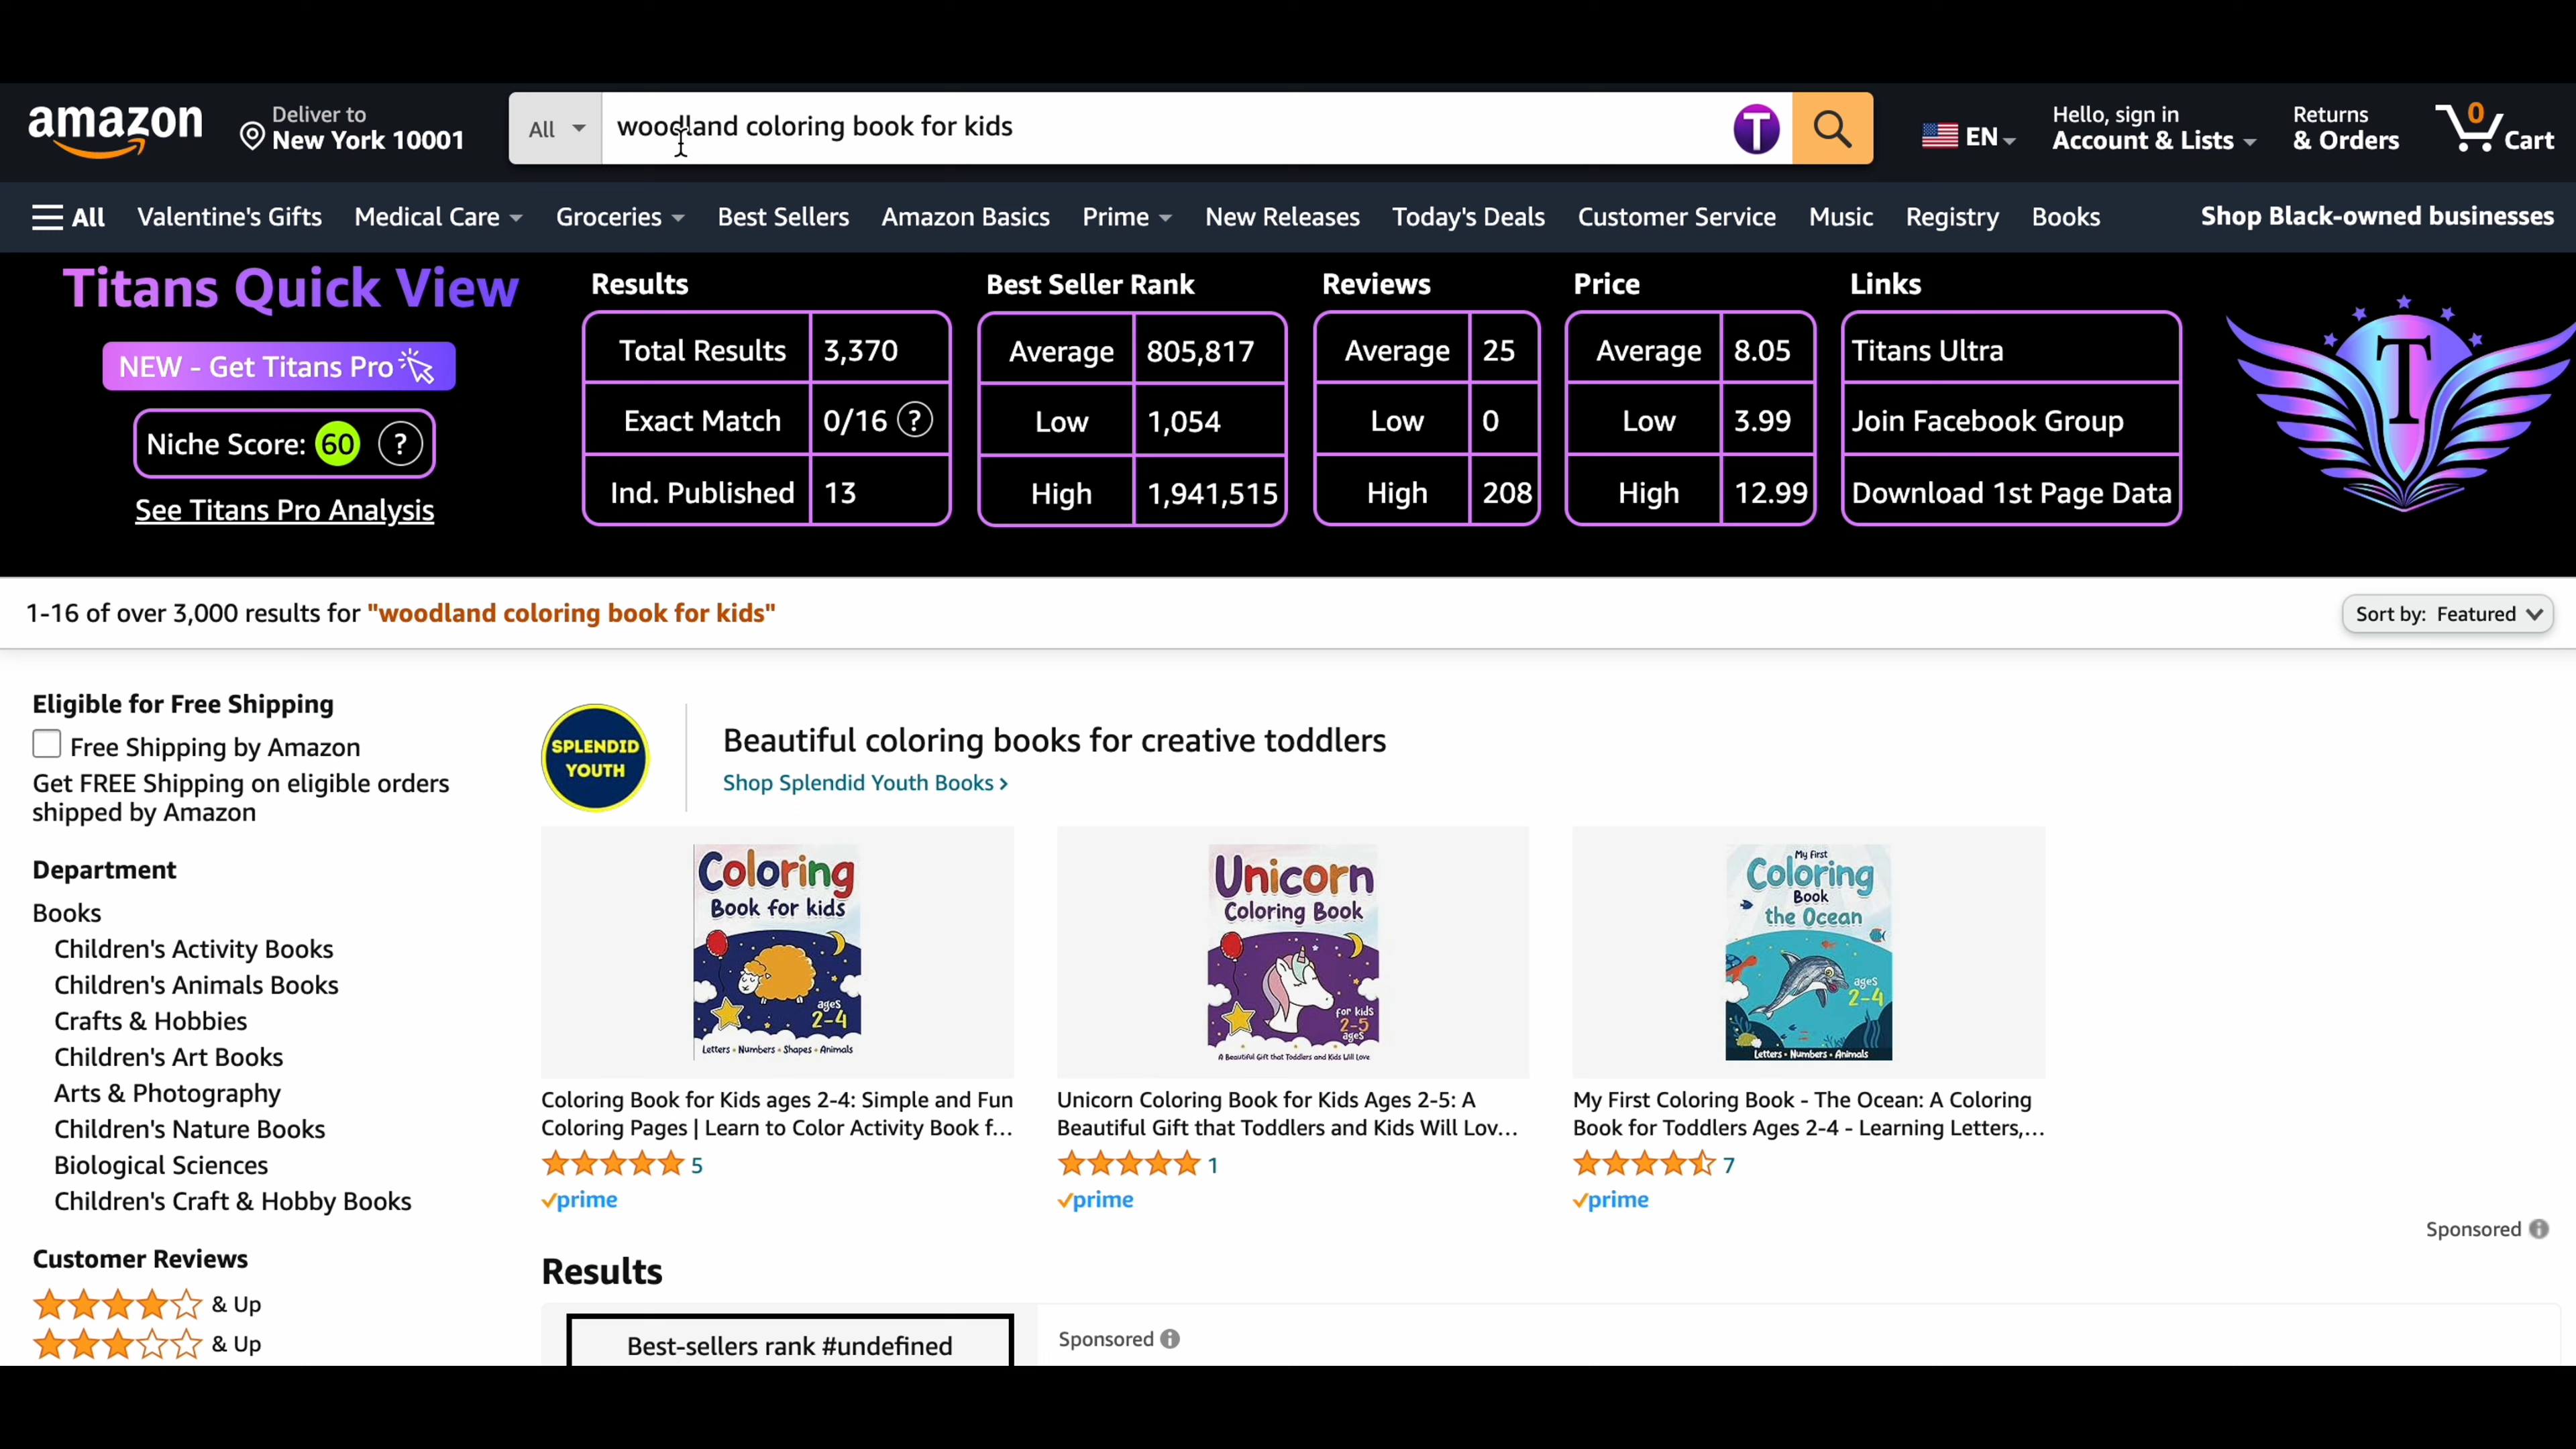 amazon
Deliver to
New York 10001
All
woodland coloring book for kids
T
EN
Hello, sign in
Account & Lists
Returns
& Orders
0
Cart
All
Valentine's Gifts
Medical Care
Groceries
Best Sellers
Amazon Basics
Prime
New Releases
Today's Deals
Customer Service
Music
Registry
Books
Shop Black-owned businesses
Titans Quick View
NEW - Get Titans Pro
Niche Score: 60 ?
See Titans Pro Analysis
Results
Total Results 3,370
Exact Match 0/16 ?
Ind. Published 13
Best Seller Rank
Average 805,817
Low 1,054
High 1,941,515
Reviews
Average 25
Low 0
High 208
Price
Average 8.05
Low 3.99
High 12.99
Links
Titans Ultra
Join Facebook Group
Download 1st Page Data
T
1-16 of over 3,000 results for "woodland coloring book for kids"
Sort by: Featured
Eligible for Free Shipping
Free Shipping by Amazon
Get FREE Shipping on eligible orders
shipped by Amazon
Department
Books
Children's Activity Books
Children's Animals Books
Crafts & Hobbies
Children's Art Books
Arts & Photography
Children's Nature Books
Biological Sciences
Children's Craft & Hobby Books
Customer Reviews
& Up
& Up
SPLENDID
YOUTH
Beautiful coloring books for creative toddlers
Shop Splendid Youth Books ›
Coloring
Book for kids
ages
2-4
Letters • Numbers • Shapes • Animals
Coloring Book for Kids ages 2-4: Simple and Fun
Coloring Pages | Learn to Color Activity Book f...
5
prime
Unicorn
Coloring Book
for kids
2-5
ages
A Beautiful Gift that Toddlers and Kids Will Love
Unicorn Coloring Book for Kids Ages 2-5: A
Beautiful Gift that Toddlers and Kids Will Lov...
1
prime
My First
Coloring
Book
the Ocean
ages
2-4
Letters • Numbers • Animals
My First Coloring Book - The Ocean: A Coloring
Book for Toddlers Ages 2-4 - Learning Letters,...
7
prime
Sponsored
Results
Best-sellers rank #undefined
Sponsored